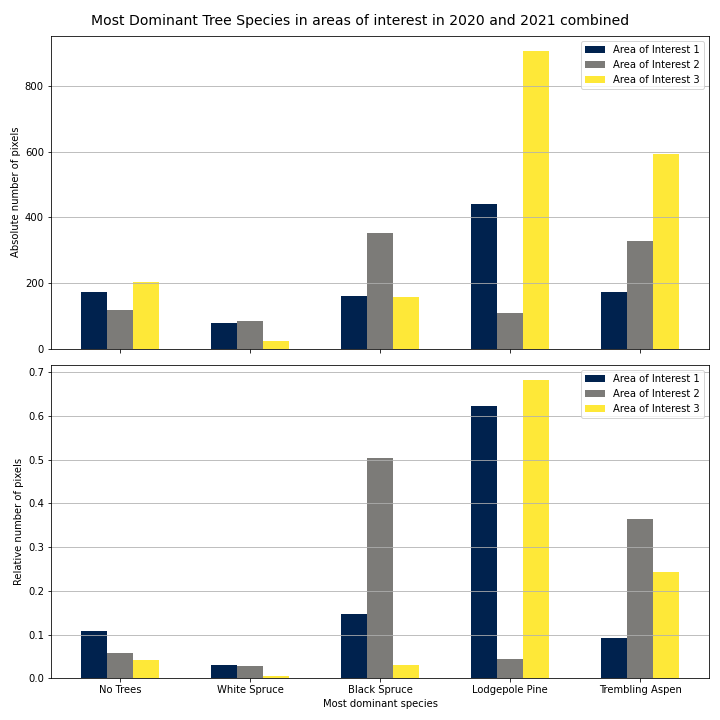 Most Dominant Tree Species in areas of interest in 2020 and 2021 combined
Area of Interest 1
Area of Interest 2
Area of Interest 3
Absolute number of pixels
800
600
400
200
0
Area of Interest 1
Area of Interest 2
Area of Interest 3
Relative number of pixels
0.7
0.6
0.5
0.4
0.3
0.2
0.1
0.0
No Trees White Spruce Black Spruce Lodgepole Pine Trembling Aspen
Most dominant species